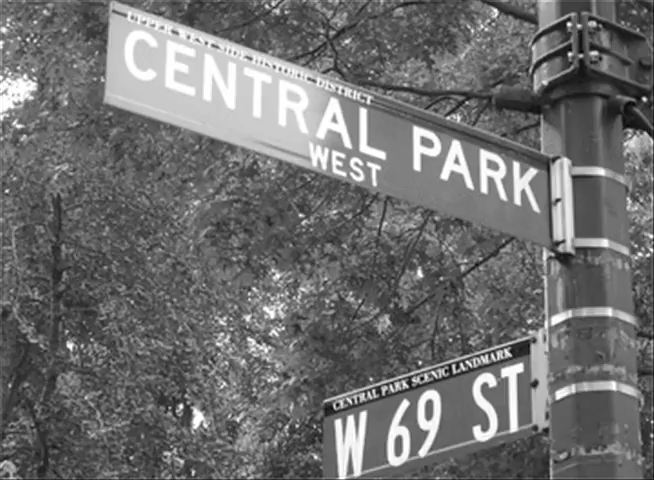 UPPER WEST SIDE HISTORIC DISTRICT
CENTRAL PARK
WEST
CENTRAL PARK SCENIC LANDMARK
W 69 ST